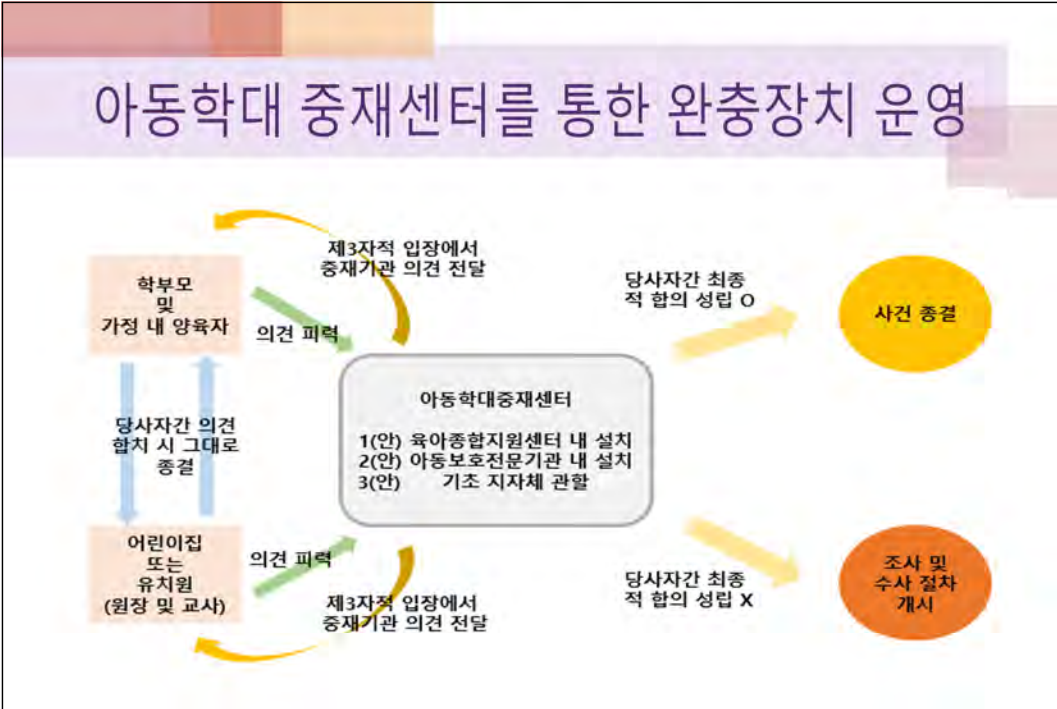 아동학대 중재센터를 통한 완충장치 운영
제3자적 입장에서
중재기관 의견 전달
학부모
및
가정 내 양육자
의견 피력
당사자간 최종
적 합의 성립 O
사건 종결
당사자간 의견
합치 시 그대로
종결
아동학대중재센터
1(안) 육아종합지원센터 내 설치
2(안) 아동보호전문기관 내 설치
3(안) 기초 지자체 관할
어린이집
또는
유치원
(원장 및 교사)
의견 피력
제3자적 입장에서
중재기관 의견 전달
당사자간 최종
적 합의 성립 X
조사 및
수사 절차
개시